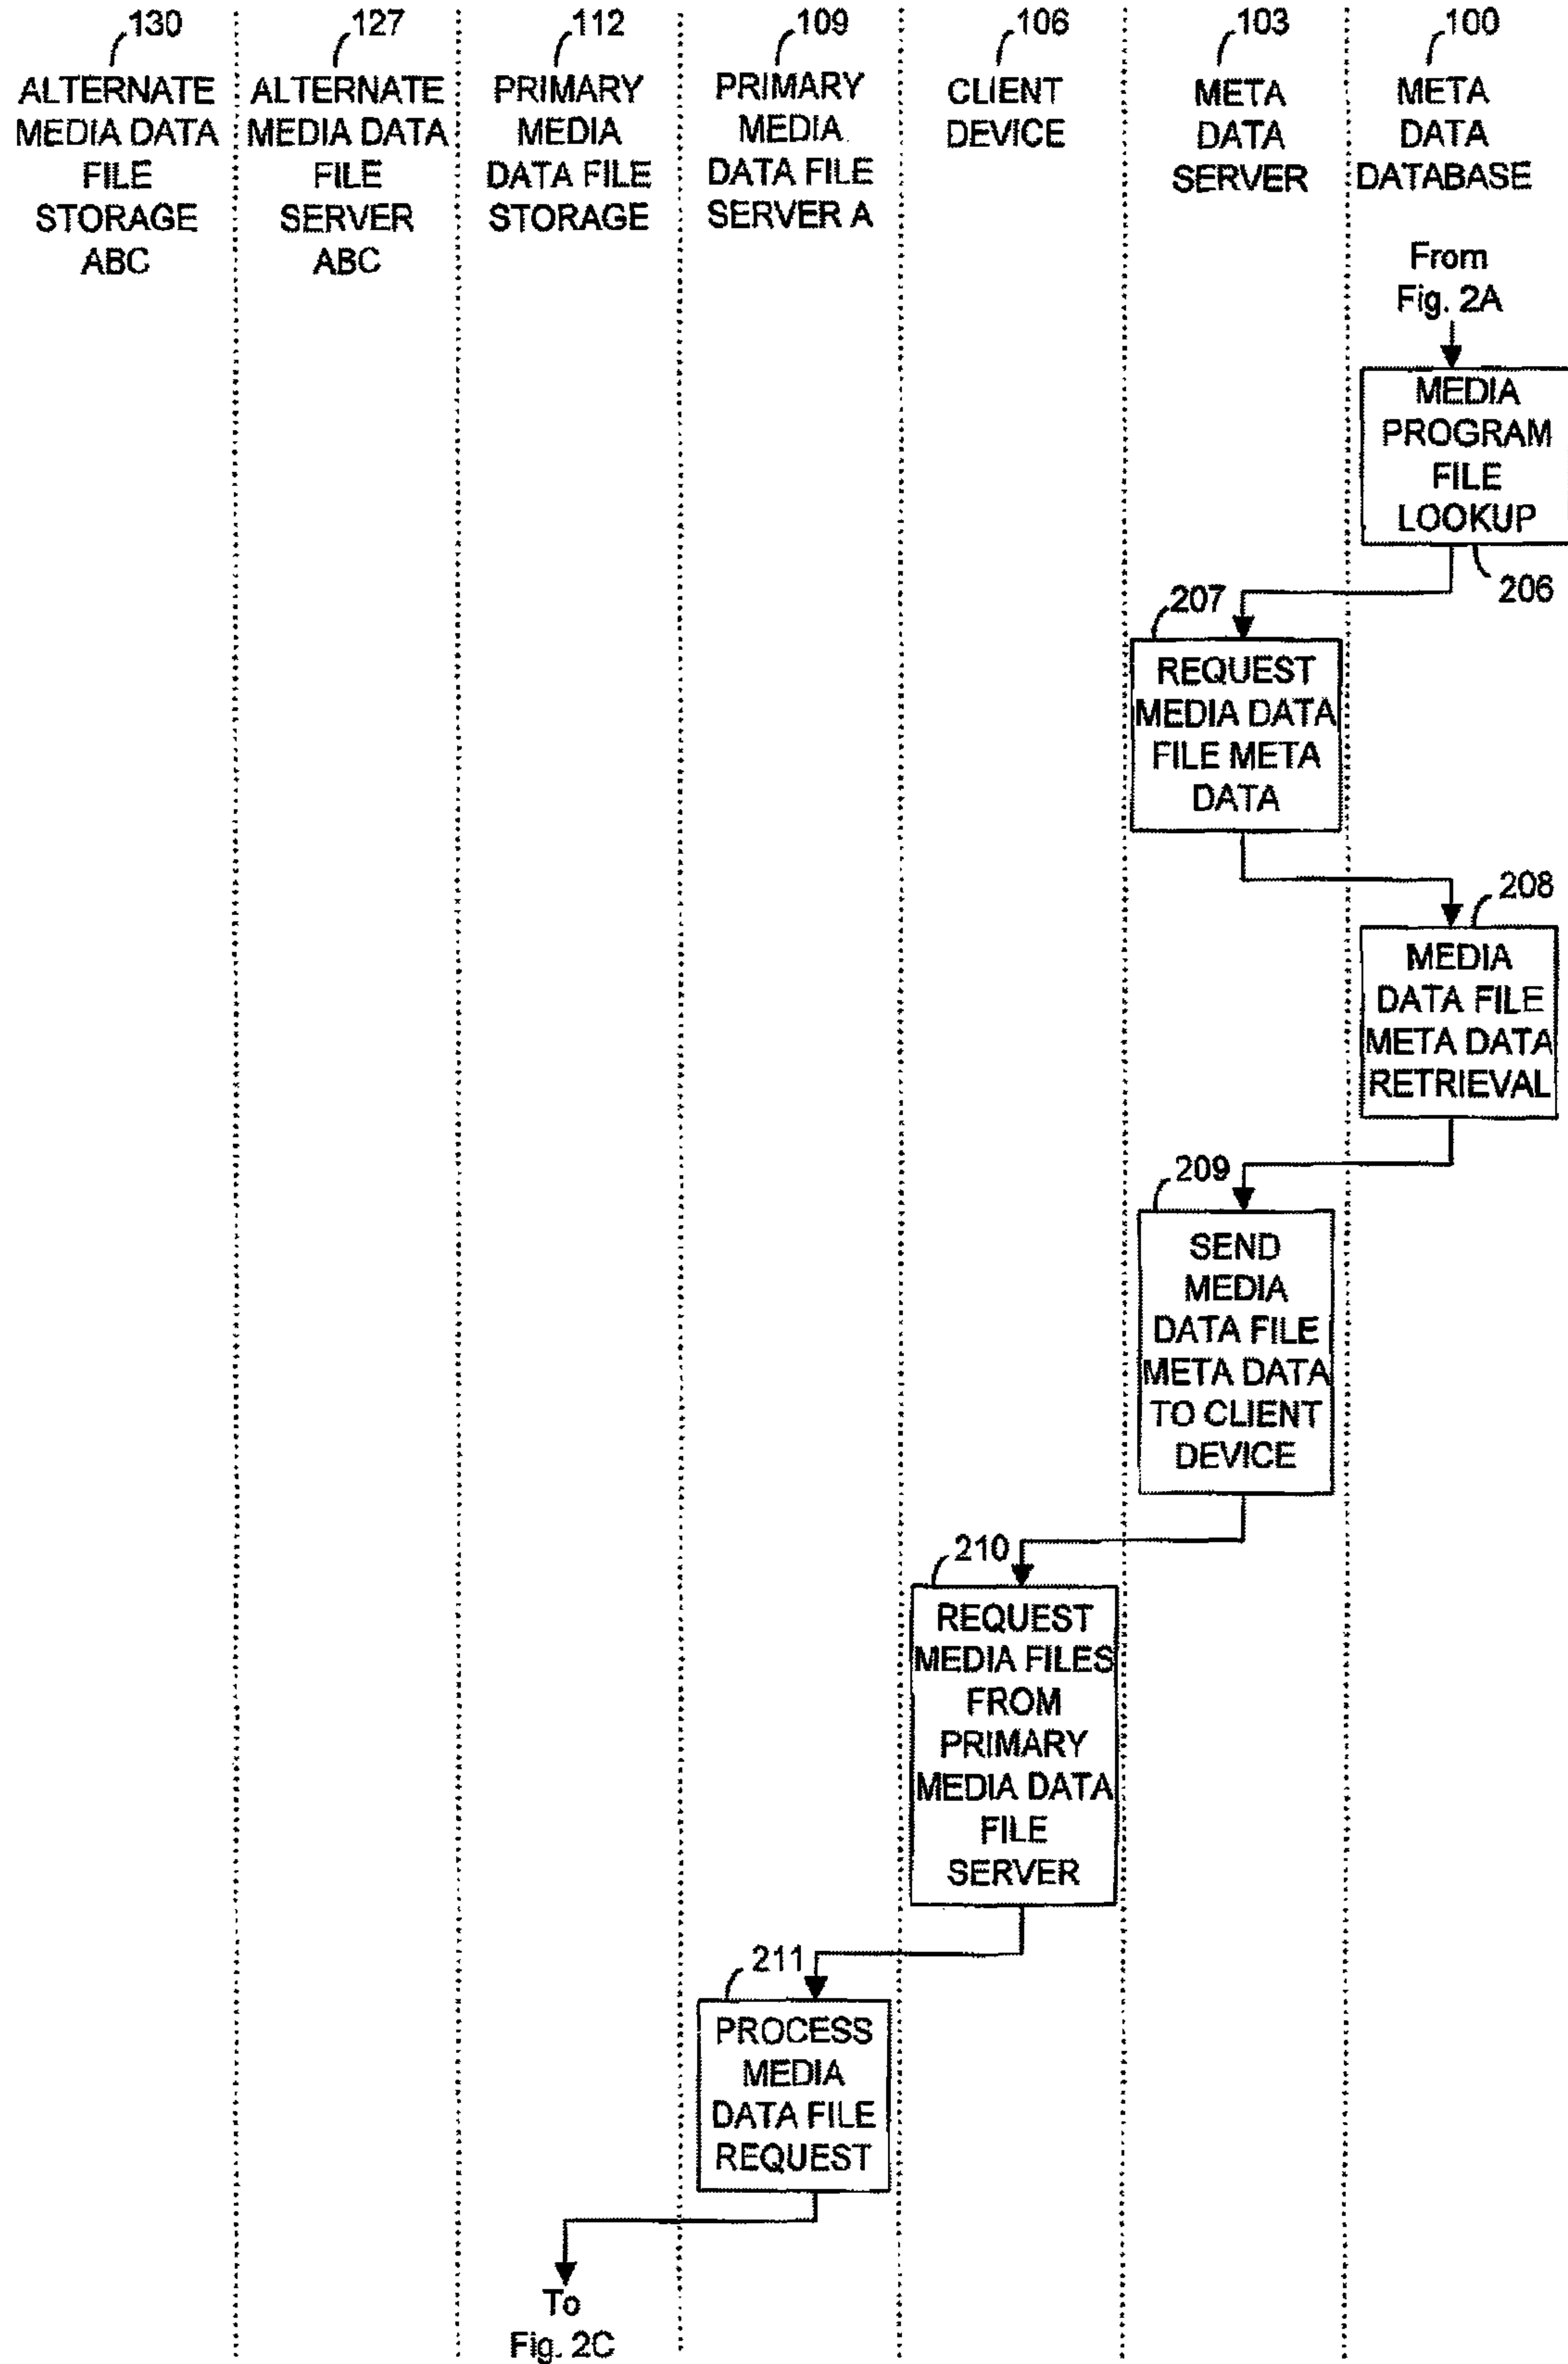 130
ALTERNATE
MEDIA DATA
FILE
STORAGE
ABC
127
ALTERNATE
MEDIA DATA
FILE
SERVER
ABC
112
PRIMARY
MEDIA
DATA FILE
STORAGE
109
PRIMARY
MEDIA
DATA FILE
SERVER A
106
CLIENT
DEVICE
103
META
DATA
SERVER
100
META
DATA
DATABASE
From
Fig. 2A
MEDIA
PROGRAM
FILE
LOOKUP
206
207
REQUEST
MEDIA DATA
FILE META
DATA
208
MEDIA
DATA FILE
META DATA
RETRIEVAL
209
SEND
MEDIA
DATA FILE
META DATA
TO CLIENT
DEVICE
210
REQUEST
MEDIA FILES
FROM
PRIMARY
MEDIA DATA
FILE
SERVER
211
PROCESS
MEDIA
DATA FILE
REQUEST
To
Fig. 2C